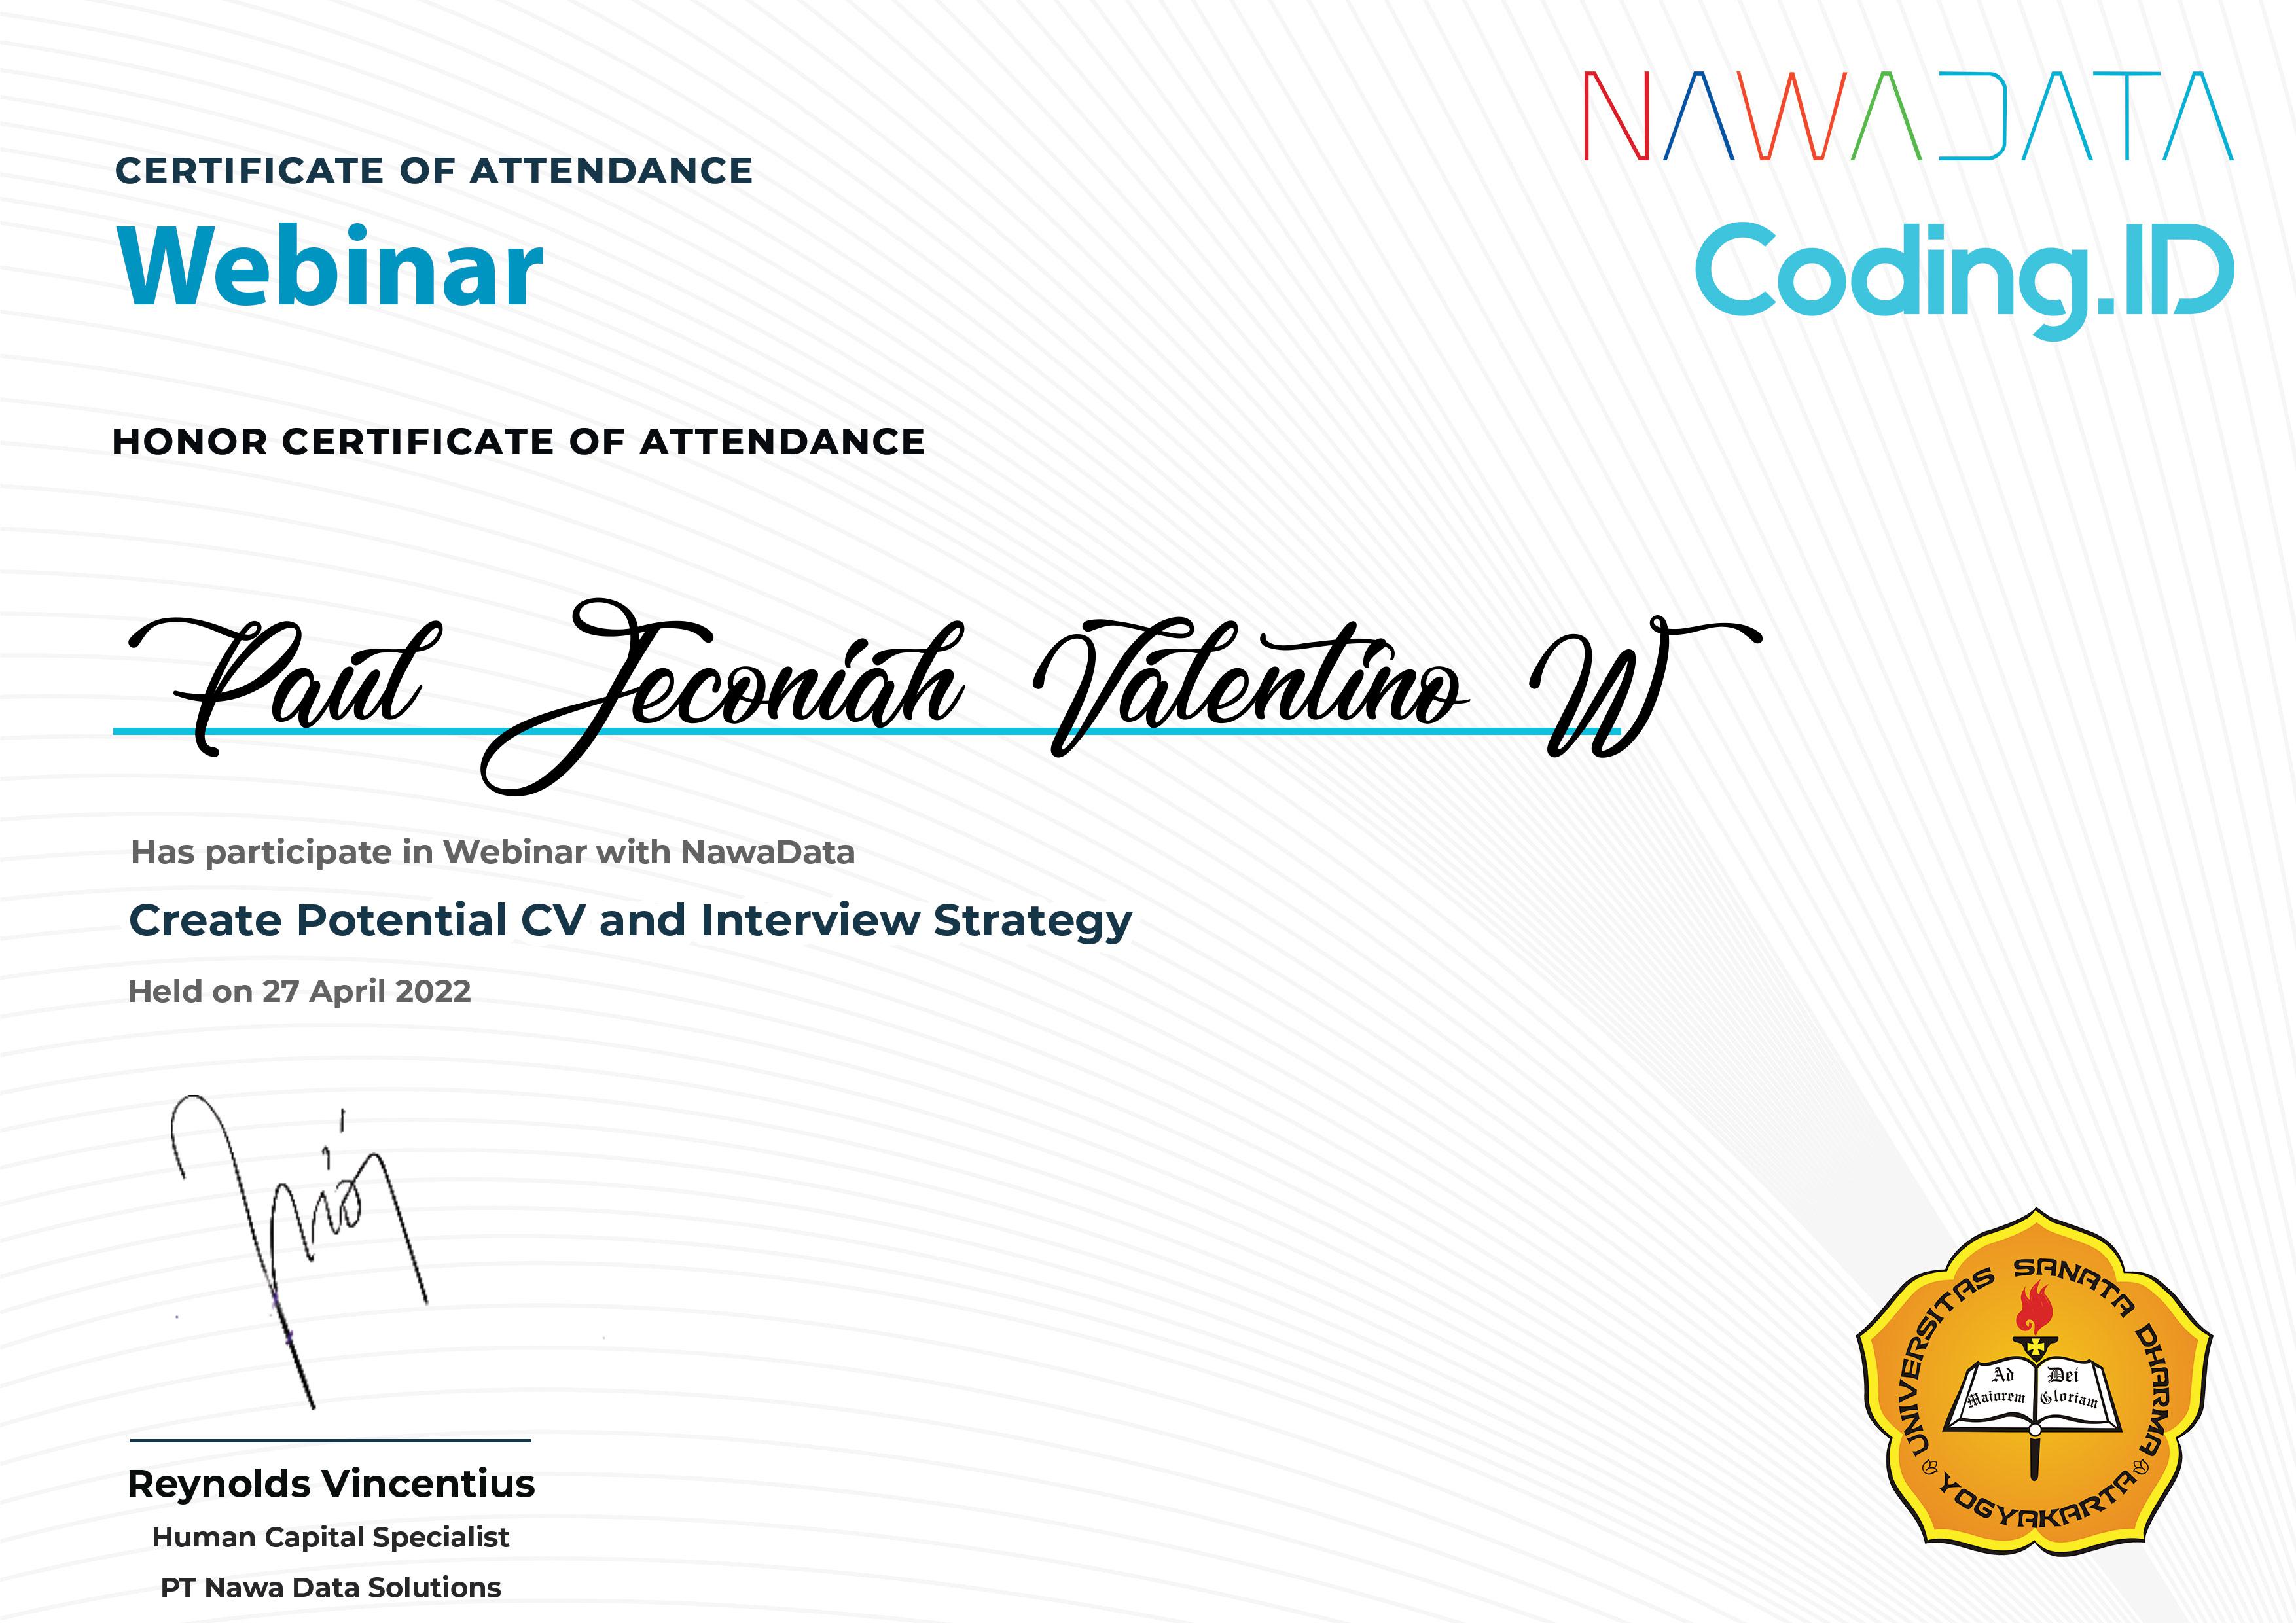 NAWADATA
CERTIFICATE OF ATTENDANCE
Webinar
Coding.ID
HONOR CERTIFICATE OF ATTENDANCE
Paul Jeconiah Valentino W
Has participate in Webinar with NawaData
Create Potential CV and Interview Strategy
Held on 27 April 2022
Reynolds Vincentius
Human Capital Specialist
PT Nawa Data Solutions
UNIVERSITAS SANATA DHARMA
Ad Maiorem
Dei Gloriam
YOGYAKARTA